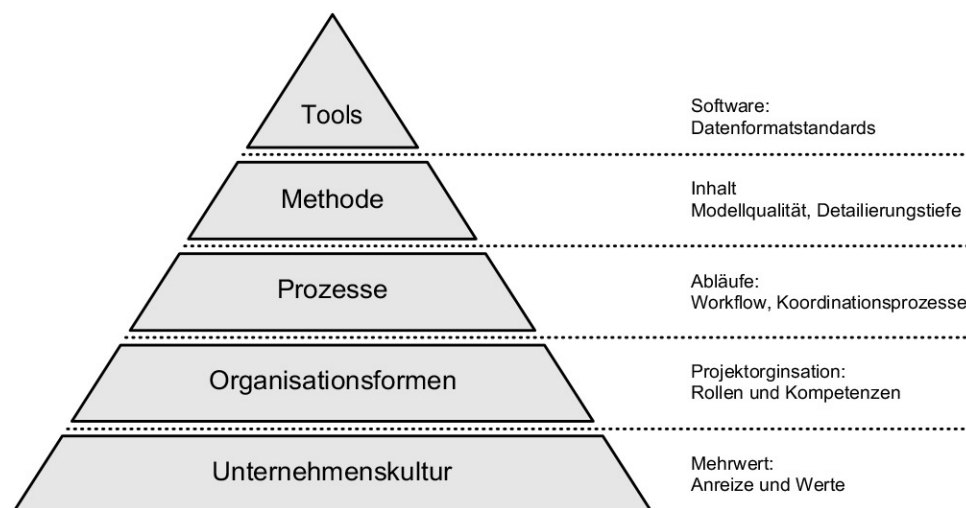 Tools
Software:
Datenformatstandards
Methode
Inhalt
Modellqualität, Detailierungstiefe
Prozesse
Abläufe:
Workflow, Koordinationsprozesse
Organisationsformen
Projektorginsation:
Rollen und Kompetenzen
Unternehmenskultur
Mehrwert:
Anreize und Werte